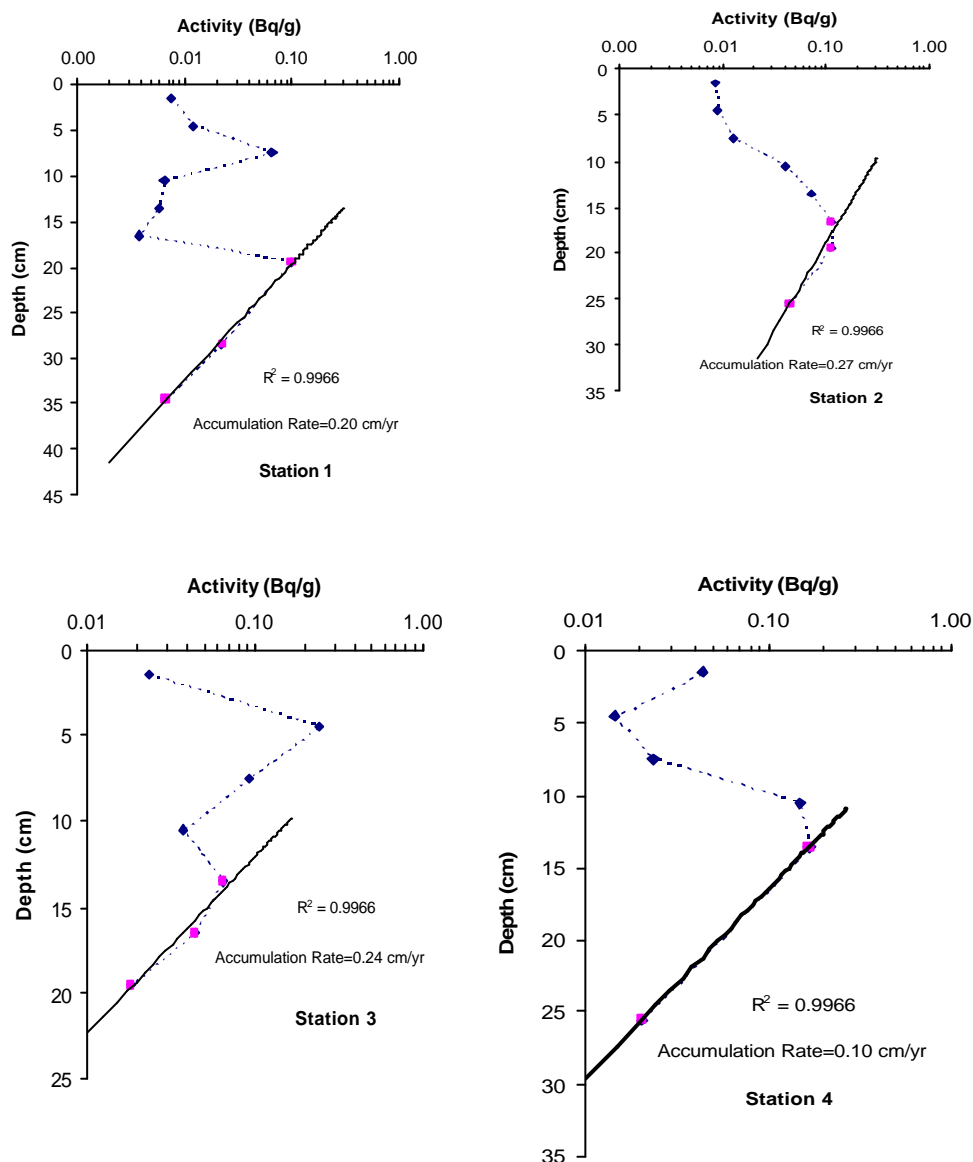 Activity (Bq/g)
0.00 0.01 0.10 1.00
0
5
10
15
20
25
30
35
40
45
Depth (cm)
R² = 0.9966
Accumulation Rate=0.20 cm/yr
Station 1
Activity (Bq/g)
0.00 0.01 0.10 1.00
0
5
10
15
20
25
30
35
Depth (cm)
R² = 0.9966
Accumulation Rate=0.27 cm/yr
Station 2
Activity (Bq/g)
0.01 0.10 1.00
0
5
10
15
20
25
Depth (cm)
R² = 0.9966
Accumulation Rate=0.24 cm/yr
Station 3
Activity (Bq/g)
0.01 0.10 1.00
0
5
10
15
20
25
30
35
Depth (cm)
R² = 0.9966
Accumulation Rate=0.10 cm/yr
Station 4